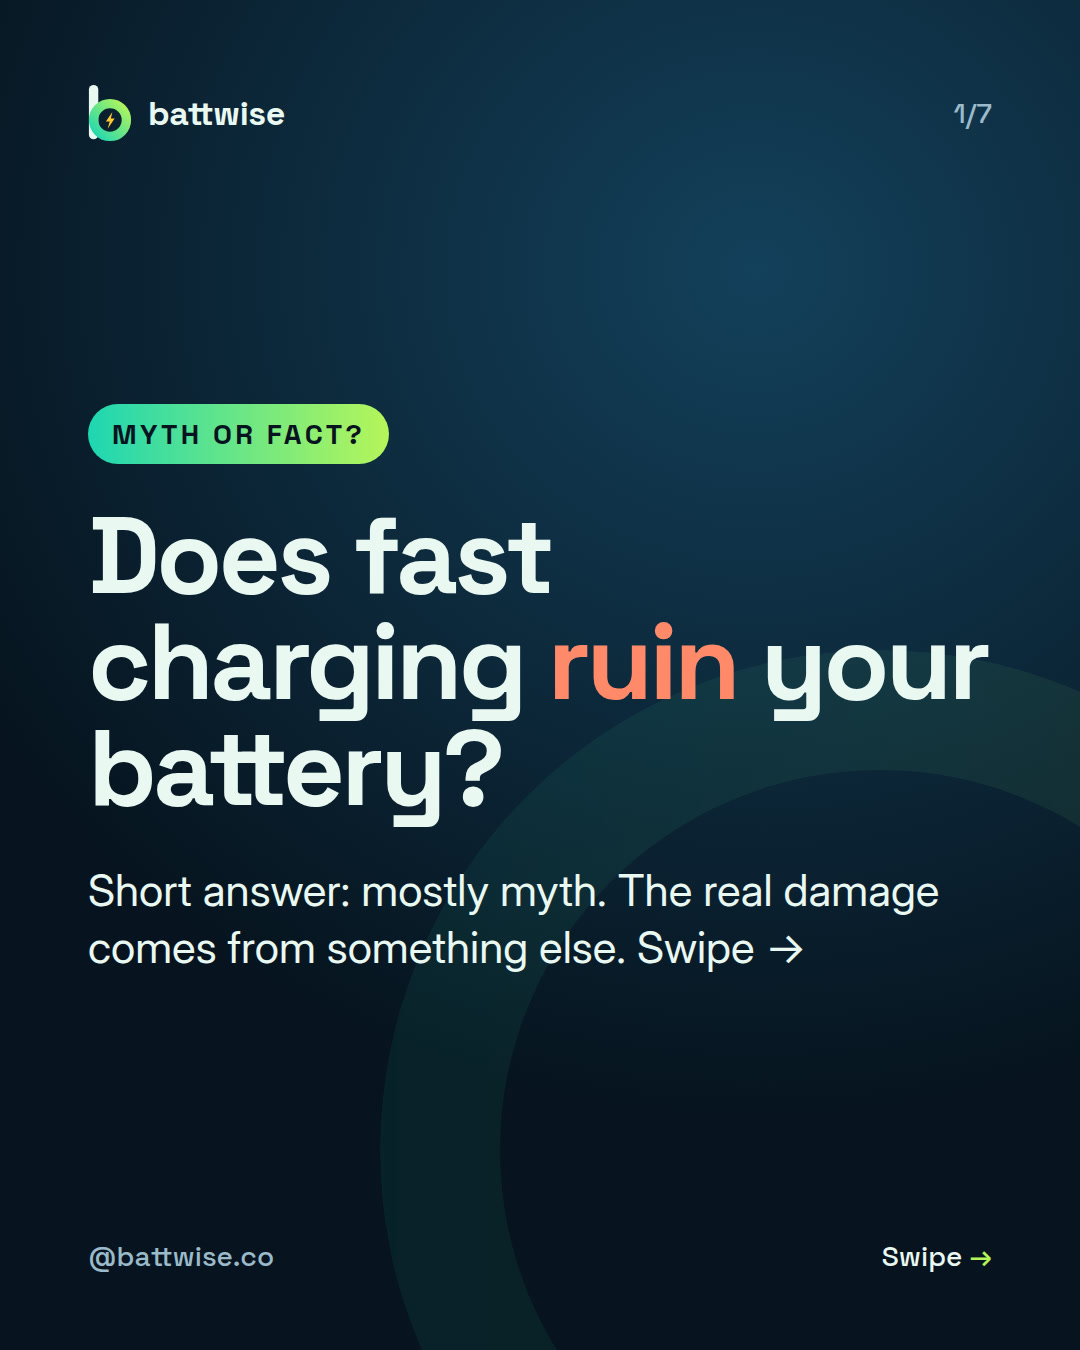 battwise
1/7
MYTH OR FACT?
Does fast
charging ruin your
battery?
Short answer: mostly myth. The real damage
comes from something else. Swipe →
@battwise.co
Swipe →